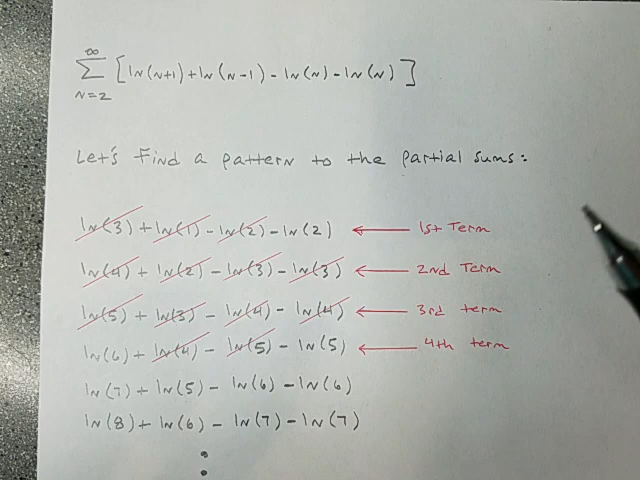 ∞
∑ [ln(n+1)+ln(n-1)-ln(n)-ln(n)]
n=2
Let's Find a pattern to the partial sums:
ln(3)+ln(1)-ln(2)-ln(2) ← 1st Term
ln(4)+ln(2)-ln(3)-ln(3) ← 2nd Term
ln(5)+ln(3)-ln(4)-ln(4) ← 3rd term
ln(6)+ln(4)-ln(5)-ln(5) ← 4th term
ln(7)+ln(5)-ln(6)-ln(6)
ln(8)+ln(6)-ln(7)-ln(7)
: